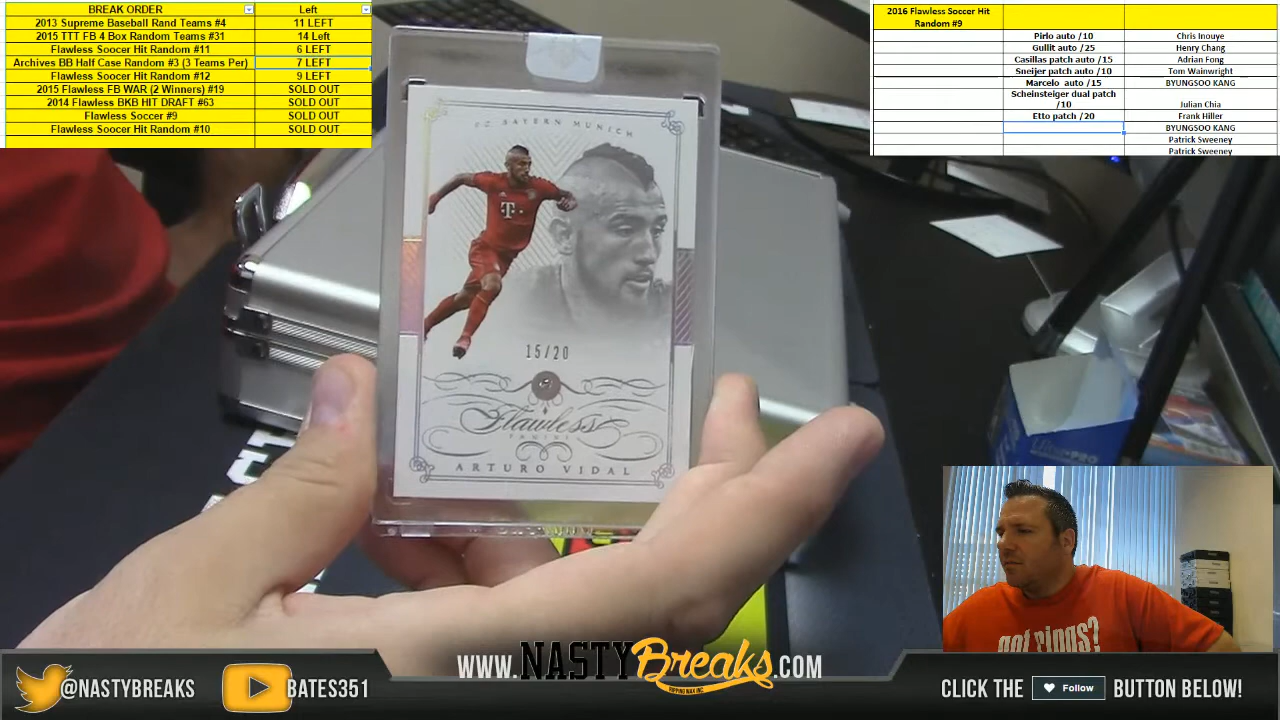 BREAK ORDER Left
2013 Supreme Baseball Rand Teams #4 11 LEFT
2015 TTT FB 4 Box Random Teams #31 14 Left
Flawless Soccer Hit Random #11 6 LEFT
Archives BB Half Case Random #3 (3 Teams Per) 7 LEFT
Flawless Soccer Hit Random #12 9 LEFT
2015 Flawless FB WAR (2 Winners) #19 SOLD OUT
2014 Flawless BKB HIT DRAFT #63 SOLD OUT
Flawless Soccer #9 SOLD OUT
Flawless Soccer Hit Random #10 SOLD OUT
2016 Flawless Soccer Hit
Random #9
Pirlo auto /10 Chris Inouye
Gullit auto /25 Henry Chang
Casillas patch auto /15 Adrian Fong
Sneijer patch auto /10 Tom Wainwright
Marcelo auto /15 BYUNGSOO KANG
Scheinsteiger dual patch
/10 Julian Chia
Etto patch /20 Frank Hiller
BYUNGSOO KANG
Patrick Sweeney
Patrick Sweeney
FC BAYERN MUNICH
T
15/20
Flawless
PANINI
ARTURO VIDAL
got rings?
@NASTYBREAKS
BATES351
WWW.NASTYBreaks.COM
RIPPING WAX INC
CLICK THE Follow BUTTON BELOW!